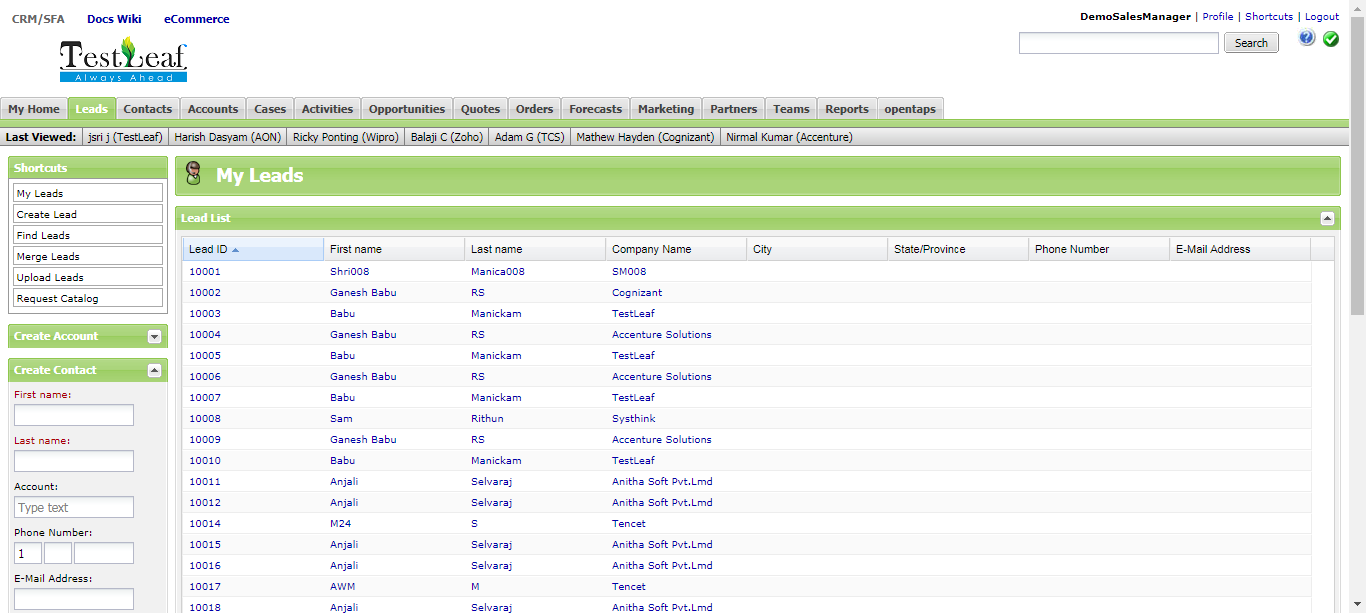 CRM/SFA Docs Wiki eCommerce
DemoSalesManager | Profile | Shortcuts | Logout
Search
TestLeaf
Always Ahead
My Home Leads Contacts Accounts Cases Activities Opportunities Quotes Orders Forecasts Marketing Partners Teams Reports opentaps
Last Viewed: jsri j (TestLeaf) Harish Dasyam (AON) Ricky Ponting (Wipro) Balaji C (Zoho) Adam G (TCS) Mathew Hayden (Cognizant) Nirmal Kumar (Accenture)
Shortcuts
My Leads
Create Lead
Find Leads
Merge Leads
Upload Leads
Request Catalog
Create Account
Create Contact
First name:
Last name:
Account:
Type text
Phone Number:
1
E-Mail Address:
My Leads
Lead List
Lead ID First name Last name Company Name City State/Province Phone Number E-Mail Address
10001 Shri008 Manica008 SM008
10002 Ganesh Babu RS Cognizant
10003 Babu Manickam TestLeaf
10004 Ganesh Babu RS Accenture Solutions
10005 Babu Manickam TestLeaf
10006 Ganesh Babu RS Accenture Solutions
10007 Babu Manickam TestLeaf
10008 Sam Rithun Systhink
10009 Ganesh Babu RS Accenture Solutions
10010 Babu Manickam TestLeaf
10011 Anjali Selvaraj Anitha Soft Pvt.Lmd
10012 Anjali Selvaraj Anitha Soft Pvt.Lmd
10014 M24 S Tencet
10015 Anjali Selvaraj Anitha Soft Pvt.Lmd
10016 Anjali Selvaraj Anitha Soft Pvt.Lmd
10017 AWM M Tencet
10018 Anjali Selvaraj Anitha Soft Pvt.Lmd